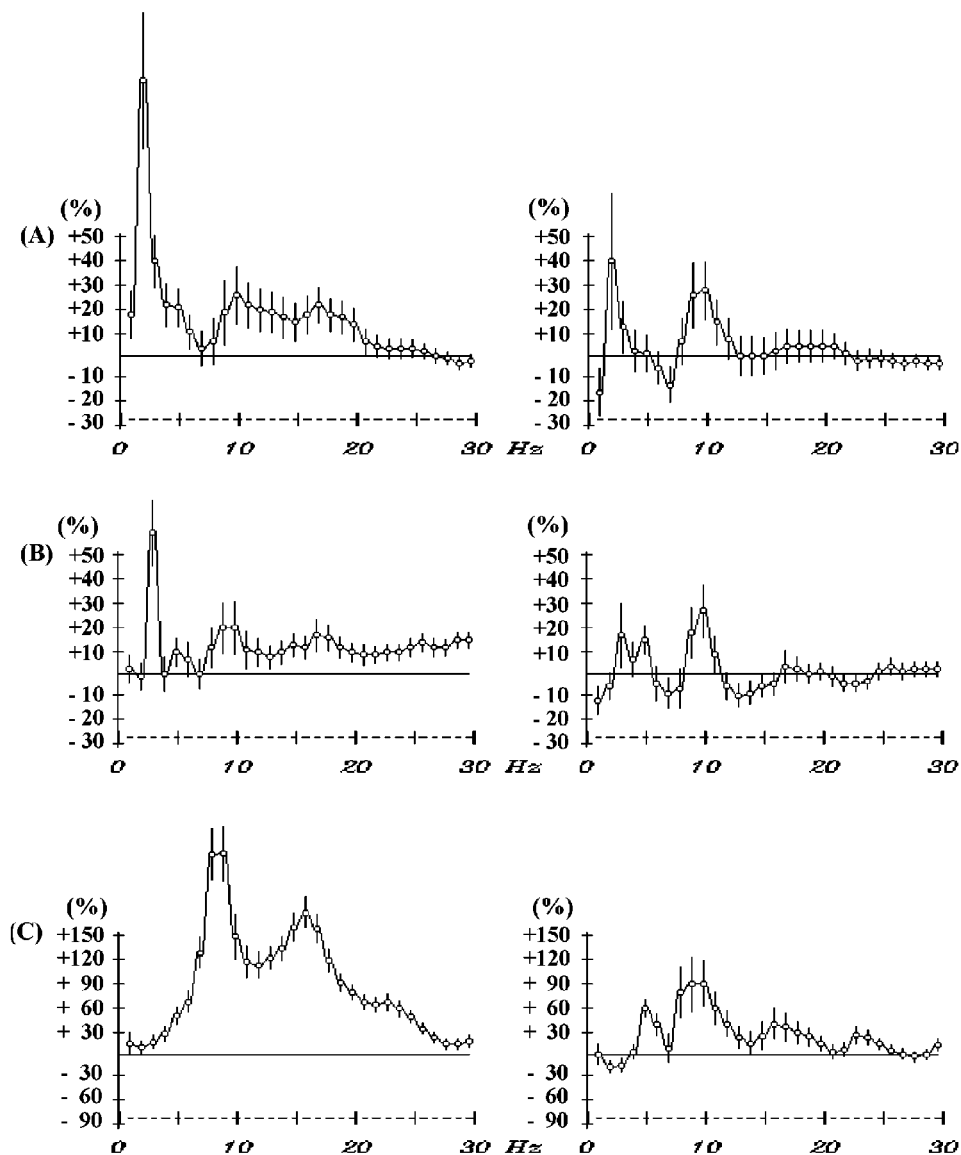 (%) (%)
(A) +50 +50
+40 +40
+30 +30
+20 +20
+10 +10
- 10 - 10
- 20 - 20
- 30 - 30
0 10 20 Hz 30 0 10 20 Hz 30
(%) (%)
(B) +50 +50
+40 +40
+30 +30
+20 +20
+10 +10
- 10 - 10
- 20 - 20
- 30 - 30
0 10 20 30 Hz 0 10 20 30
(%) (%)
(C) +150 +150
+120 +120
+ 90 + 90
+ 60 + 60
+ 30 + 30
- 30 - 30
- 60 - 60
- 90 - 90
0 10 20 30 Hz 0 10 20 30